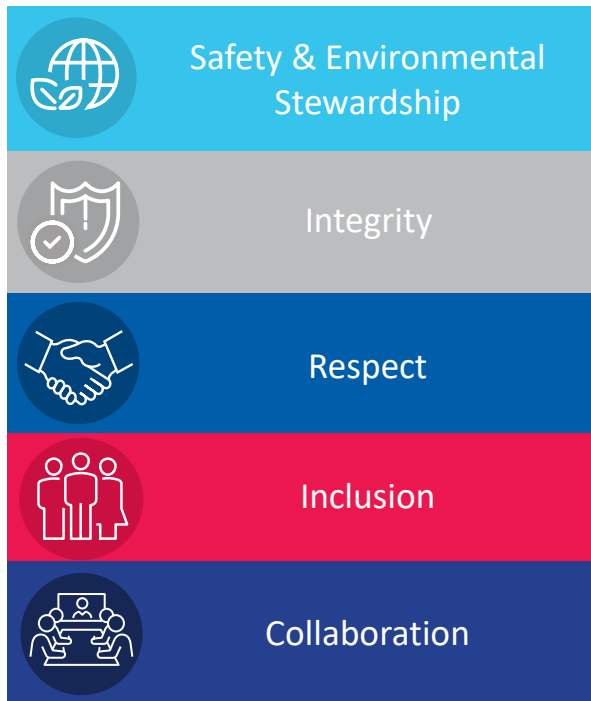 Safety & Environmental
Stewardship
Integrity
Respect
Inclusion
Collaboration